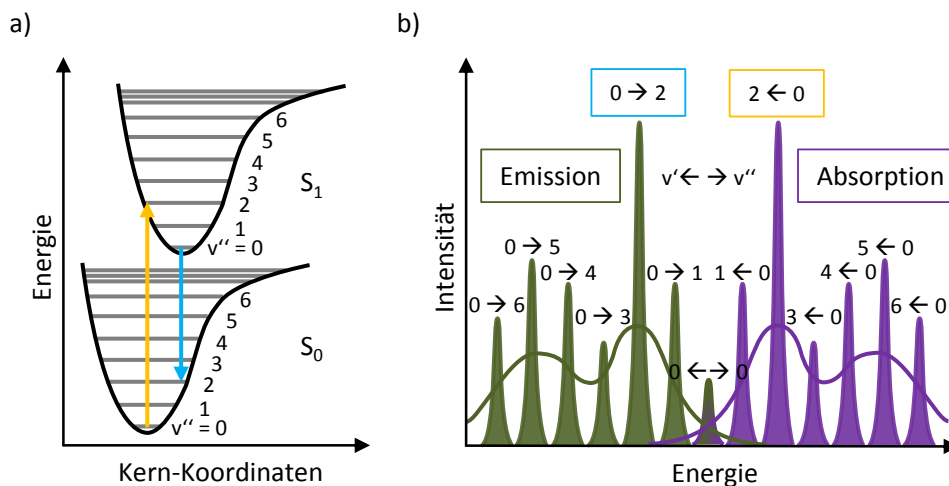 a)
Energie
6
5
4
3
2
1
v‘‘ = 0
S1
6
5
4
3
2
1
v‘‘ = 0
S0
Kern-Koordinaten
b)
Intensität
0 → 2
2 ← 0
Emission
v‘ ← → v‘‘
Absorption
0 → 5
0 → 4
0 → 1
1 ← 0
5 ← 0
4 ← 0
0 → 6
0 → 3
3 ← 0
6 ← 0
0 ← → 0
Energie